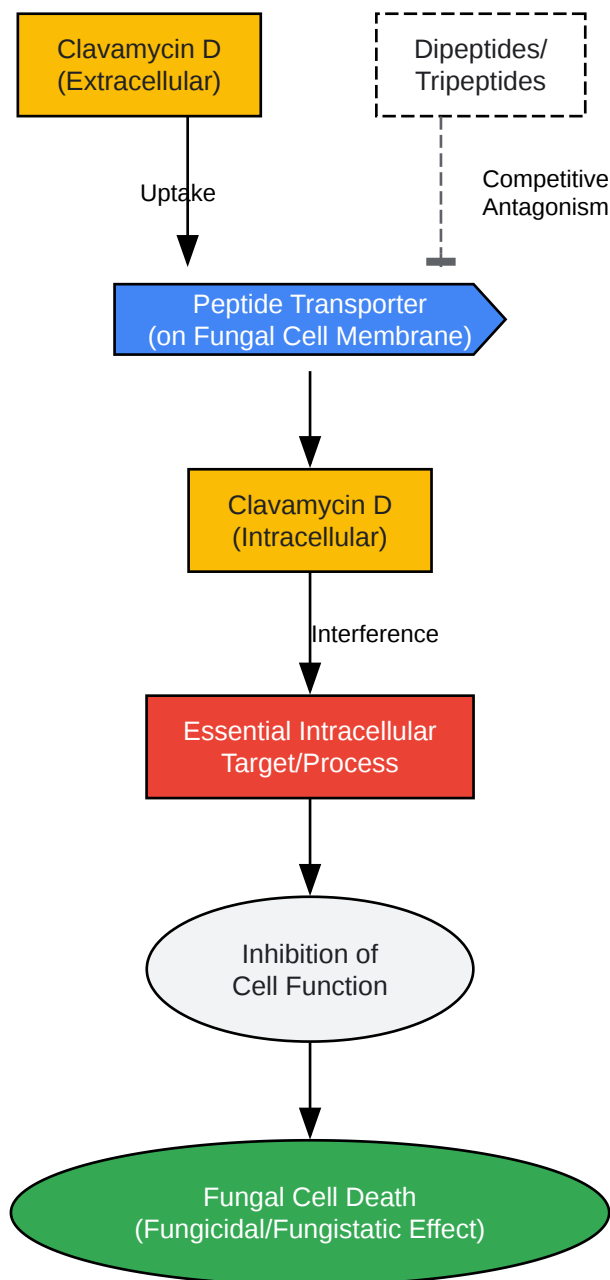 Clavamycin D
(Extracellular)
Dipeptides/
Tripeptides
Uptake
Competitive
Antagonism
Peptide Transporter
(on Fungal Cell Membrane)
Clavamycin D
(Intracellular)
Interference
Essential Intracellular
Target/Process
Inhibition of
Cell Function
Fungal Cell Death
(Fungicidal/Fungistatic Effect)